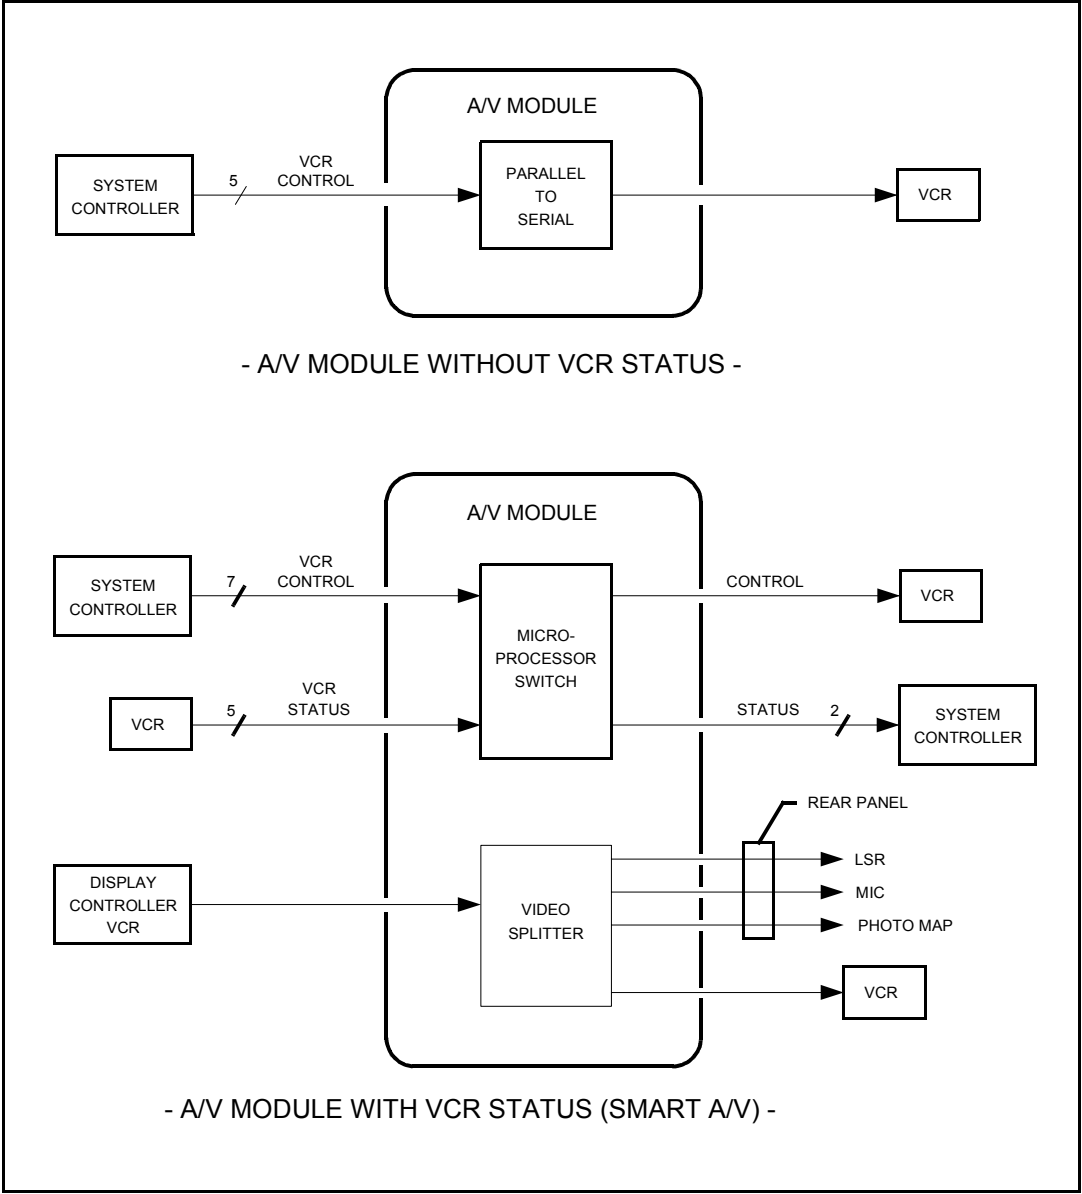 A/V MODULE
SYSTEM
CONTROLLER
5
VCR
CONTROL
PARALLEL
TO
SERIAL
VCR
- A/V MODULE WITHOUT VCR STATUS -
A/V MODULE
SYSTEM
CONTROLLER
7
VCR
CONTROL
MICRO-
PROCESSOR
SWITCH
CONTROL
VCR
VCR
5
VCR
STATUS
STATUS
2
SYSTEM
CONTROLLER
REAR PANEL
DISPLAY
CONTROLLER
VCR
VIDEO
SPLITTER
LSR
MIC
PHOTO MAP
VCR
- A/V MODULE WITH VCR STATUS (SMART A/V) -